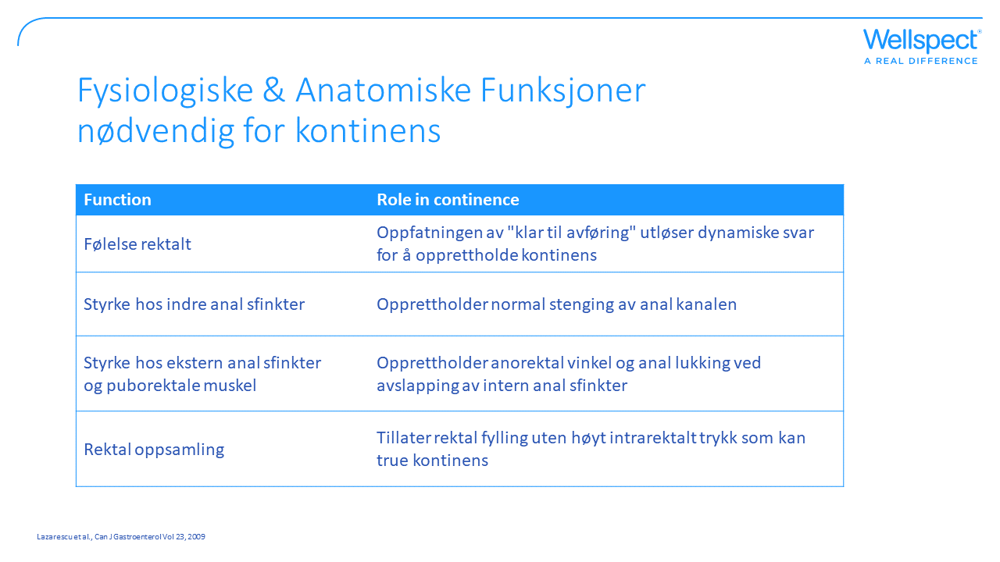 Wellspect®
A REAL DIFFERENCE
Fysiologiske & Anatomiske Funksjoner
nødvendig for kontinens
Function Role in continence
Følelse rektalt
Oppfatningen av "klar til avføring" utløser dynamiske svar
for å opprettholde kontinens
Styrke hos indre anal sfinkter
Opprettholder normal stenging av anal kanalen
Styrke hos ekstern anal sfinkter
og puborektale muskel
Opprettholder anorektal vinkel og anal lukking ved
avslapping av intern anal sfinkter
Rektal oppsamling
Tillater rektal fylling uten høyt intrarektalt trykk som kan
true kontinens
Lazarescu et al., Can J Gastroenterol Vol 23, 2009